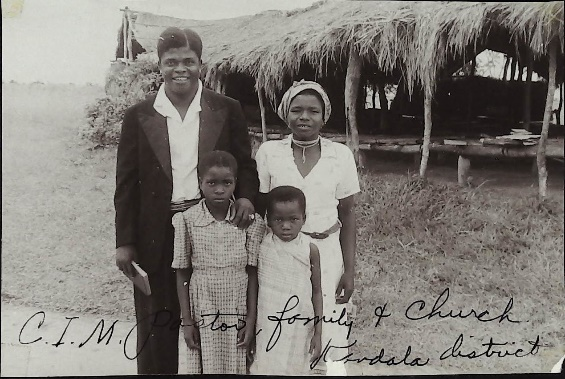 C.I.M. Pastor, family & church
Kandala district